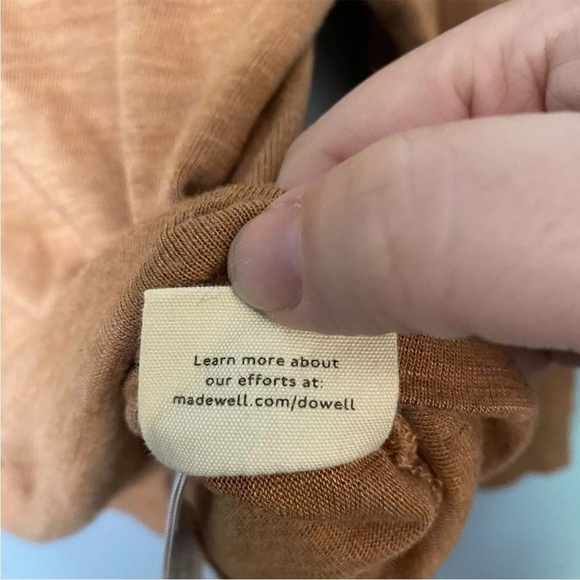 Learn more about
our efforts at:
madewell.com/dowell